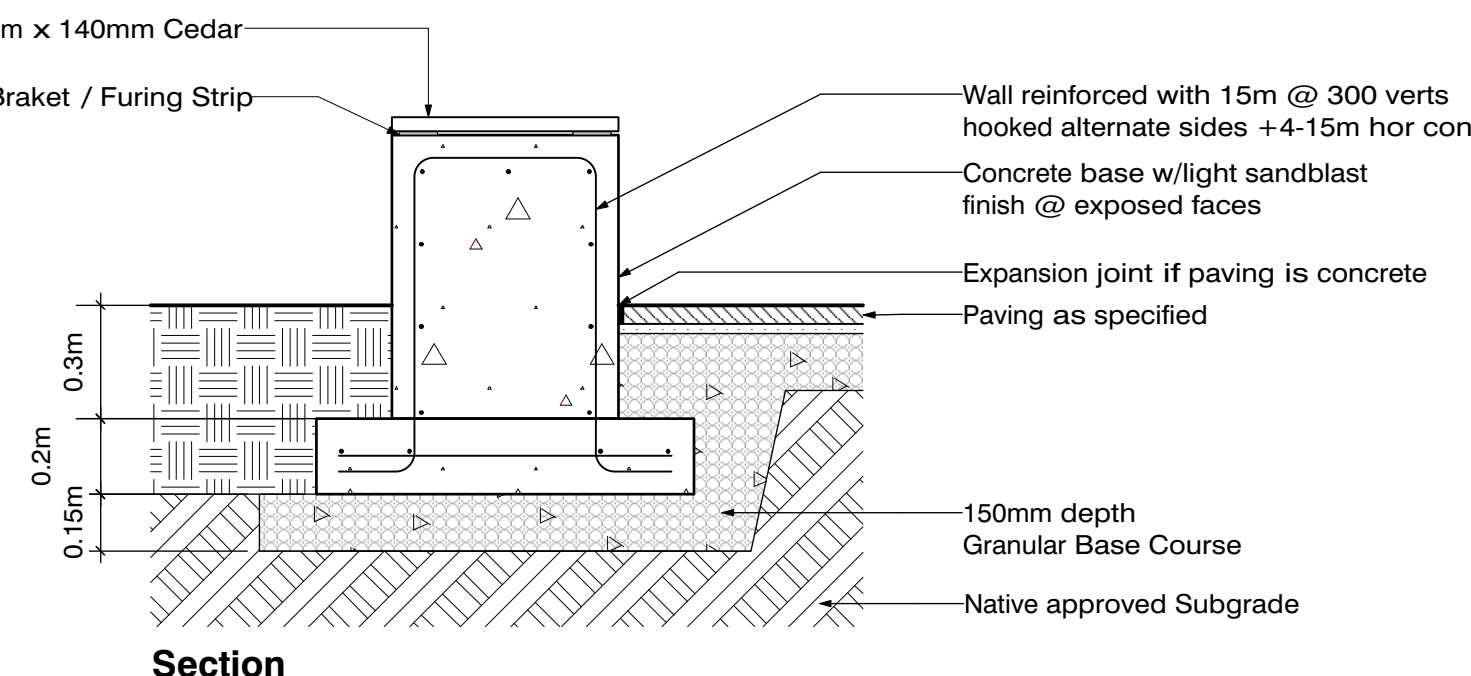 m x 140mm Cedar
Braket / Furing Strip
Wall reinforced with 15m @ 300 verts
hooked alternate sides +4-15m hor con
Concrete base w/light sandblast
finish @ exposed faces
Expansion joint if paving is concrete
Paving as specified
0.3m
0.2m
0.15m
150mm depth
Granular Base Course
Native approved Subgrade
Section